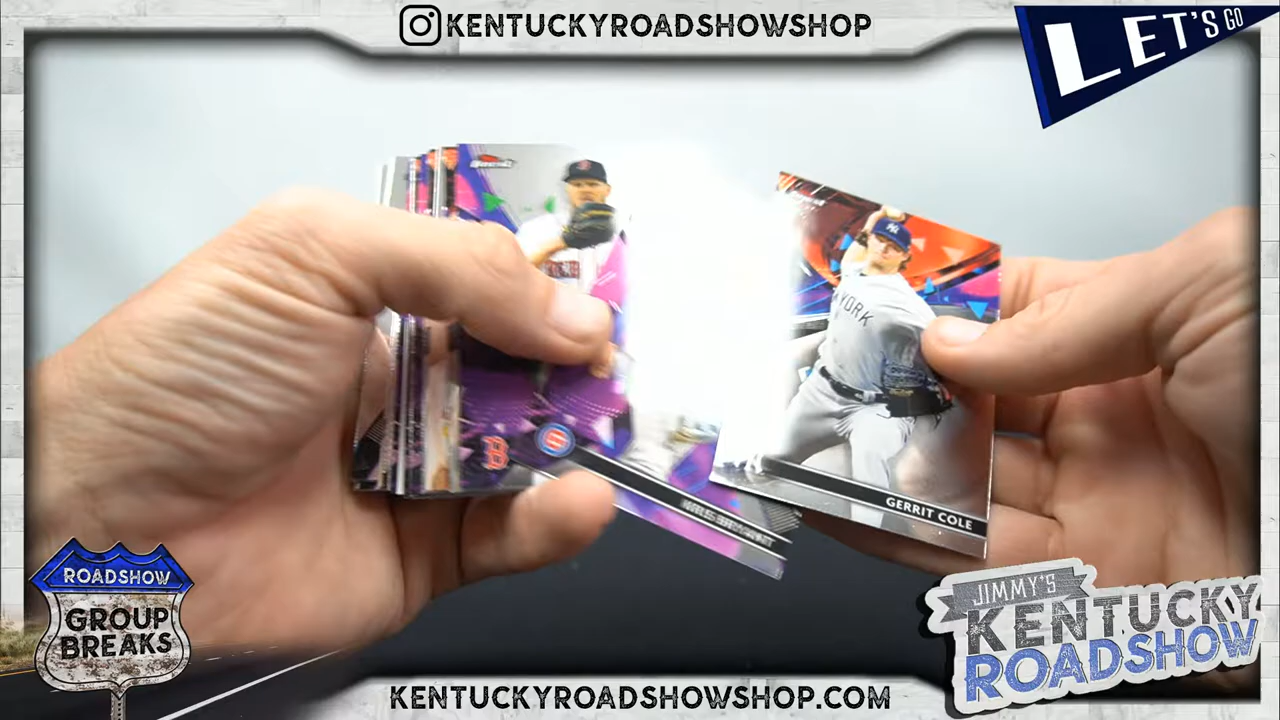 KENTUCKYROADSHOWSHOP
LET'S GO
NEW YORK
GERRIT COLE
B
ROADSHOW
GROUP
BREAKS
JIMMY'S
KENTUCKY
ROADSHOW
KENTUCKYROADSHOWSHOP.COM